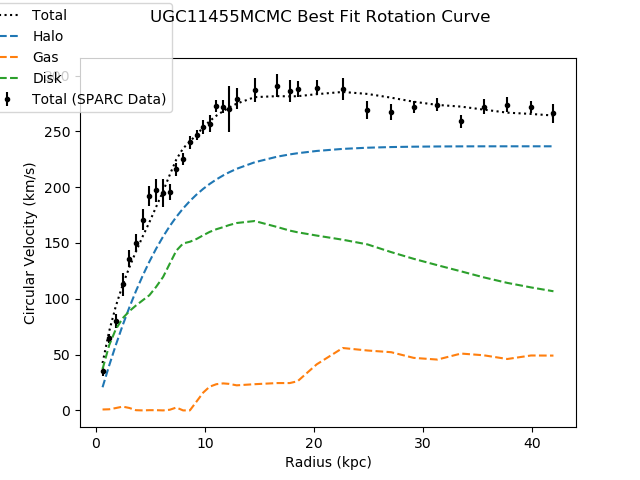 UGC11455MCMC Best Fit Rotation Curve
Total
Halo
Gas
Disk
Total (SPARC Data)
300
250
200
150
100
50
0
Circular Velocity (km/s)
0 10 20 30 40
Radius (kpc)